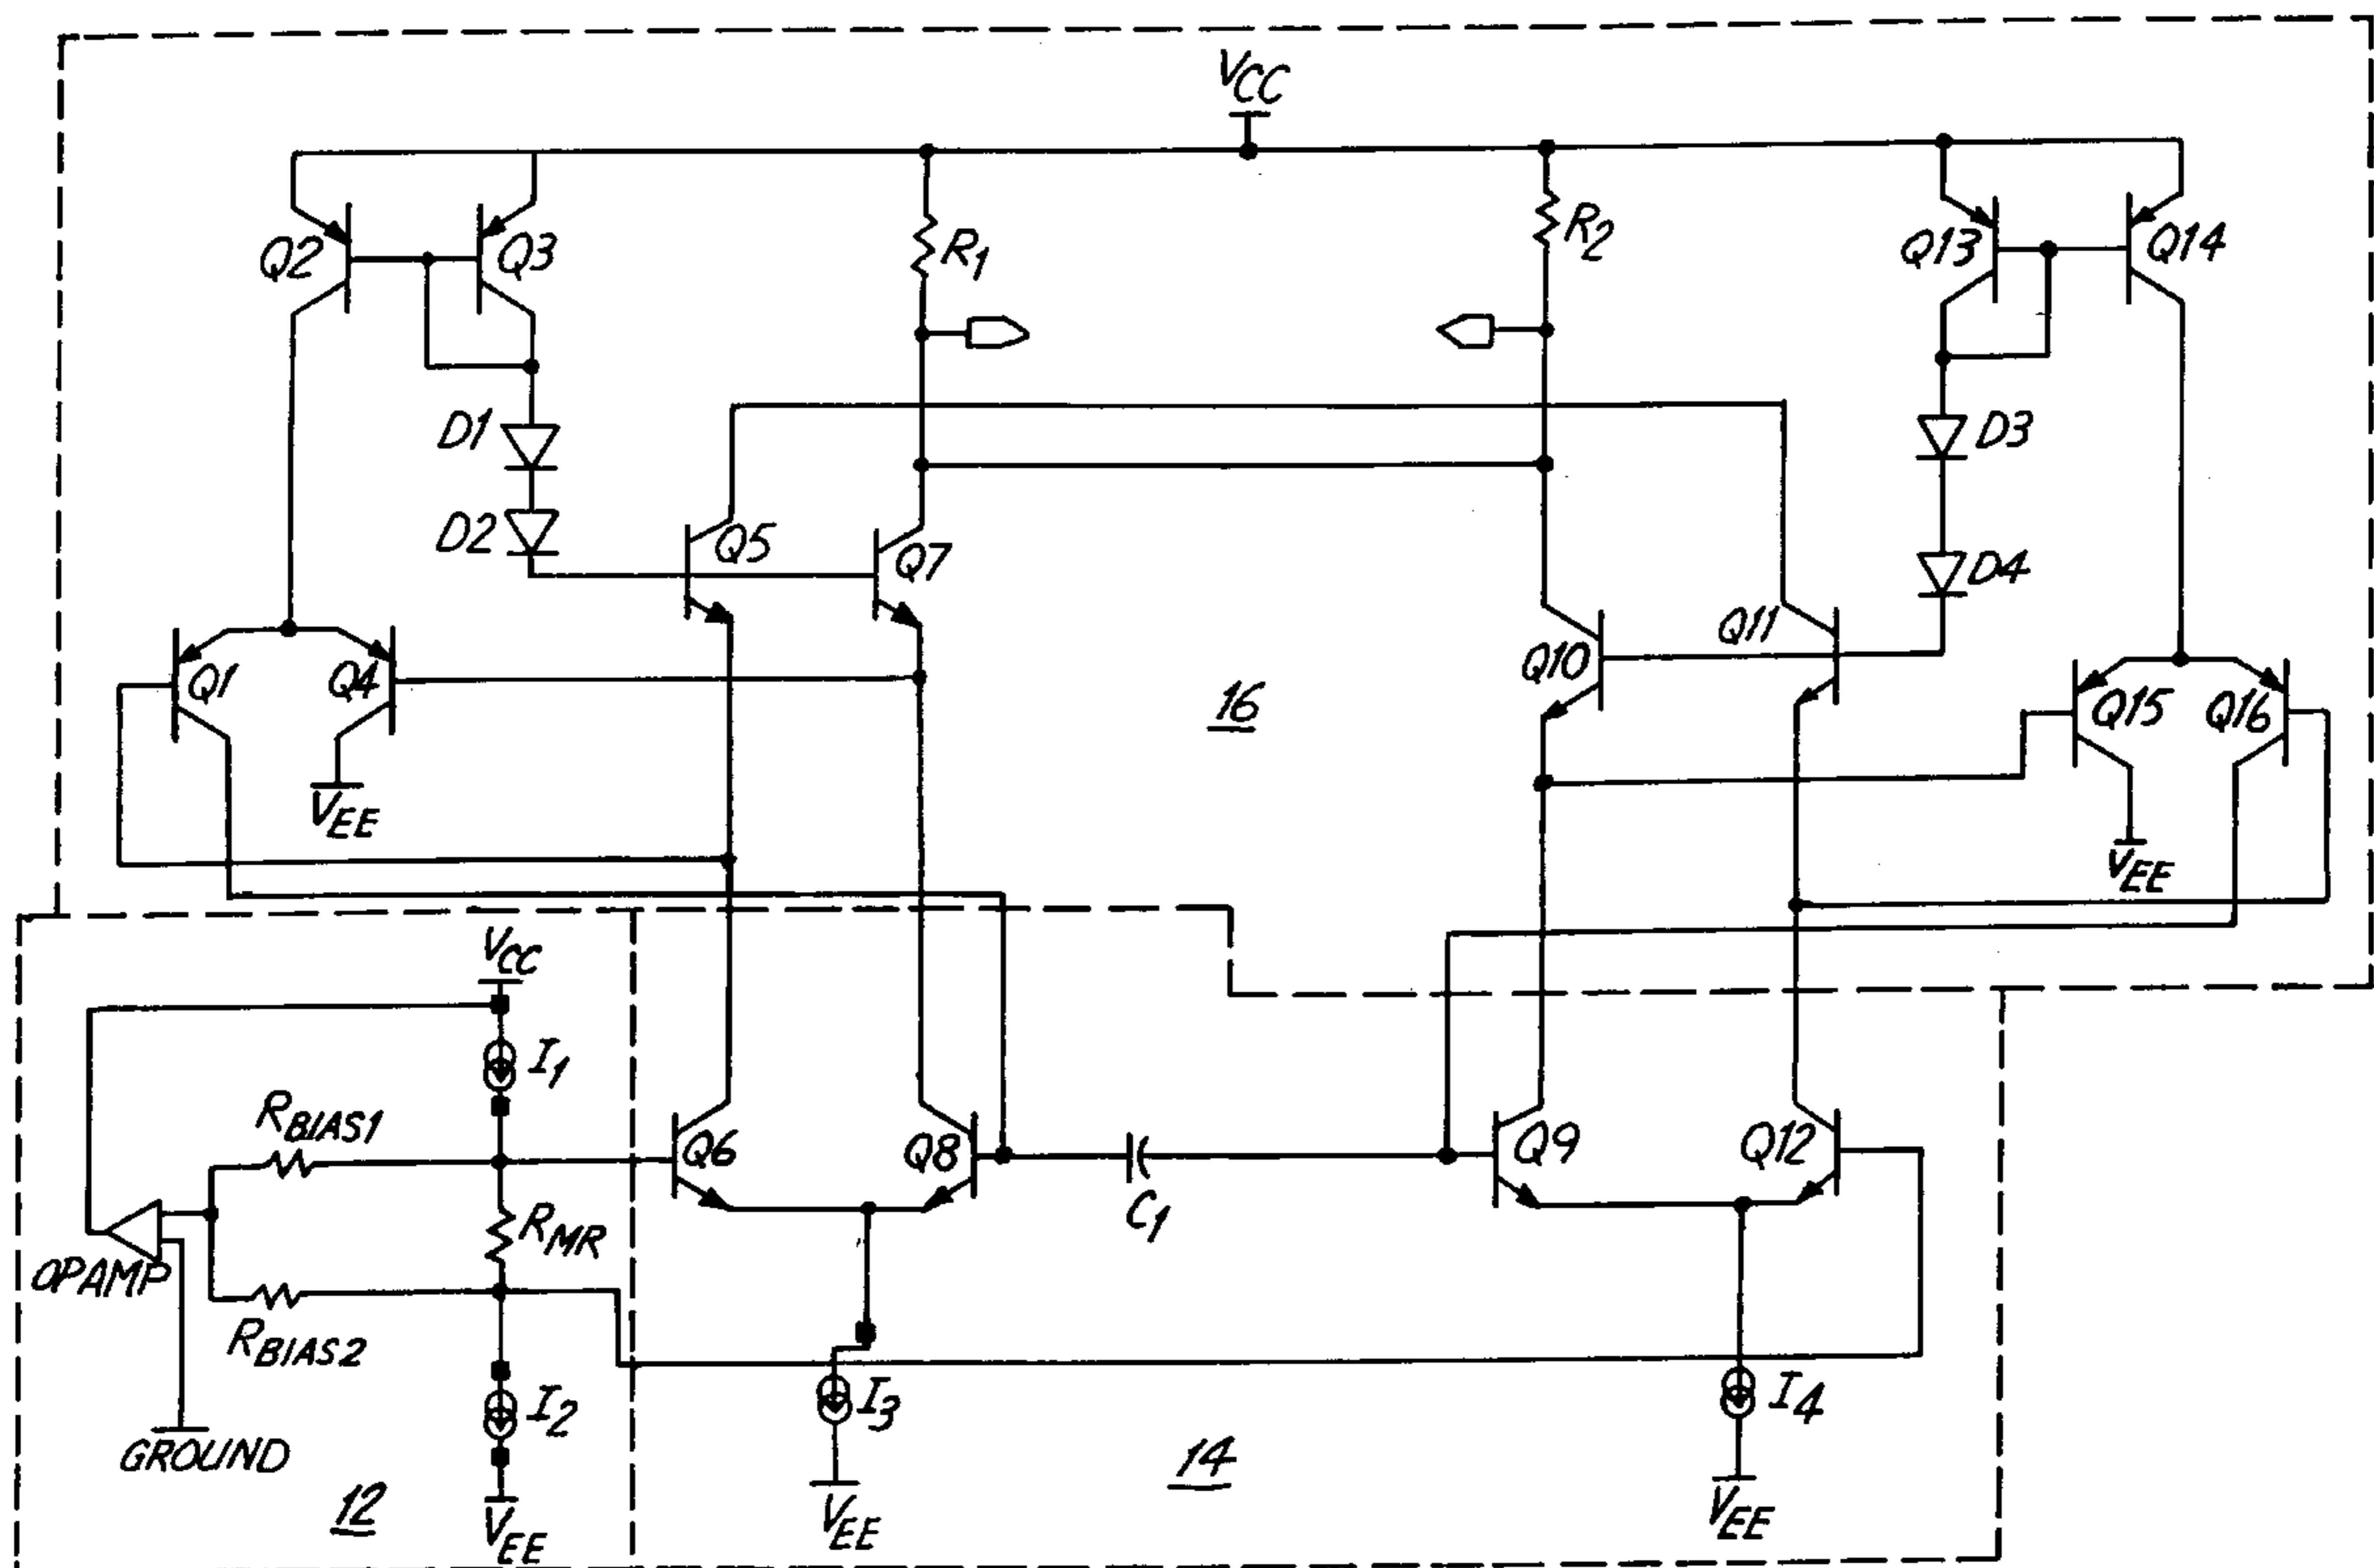 VCC
Q2
Q3
R1
R2
Q13
Q14
D1
D3
D2
Q5
Q7
D4
Q11
Q1
Q4
Q10
16
Q15
Q16
VEE
VEE
VCC
I1
RBIAS1
Q6
Q8
Q9
Q12
C1
RMR
OPAMP
RBIAS2
I2
I3
I4
GROUND
14
12
VEE
VEE
VEE